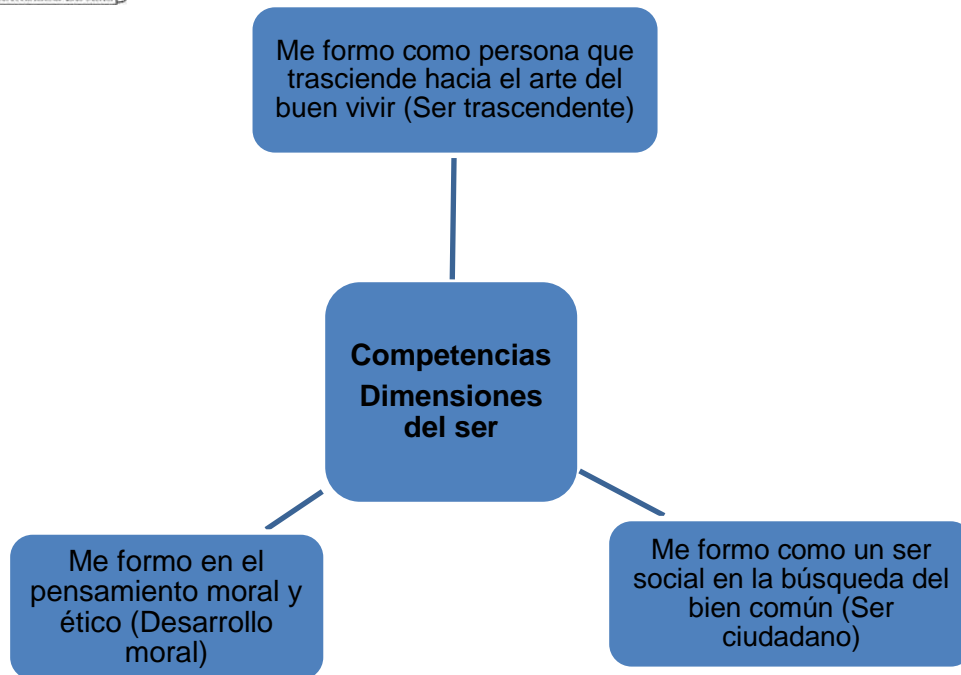 Me formo como persona que
trasciende hacia el arte del
buen vivir (Ser trascendente)
Competencias
Dimensiones
del ser
Me formo en el
pensamiento moral y
ético (Desarrollo
moral)
Me formo como un ser
social en la búsqueda del
bien común (Ser
ciudadano)